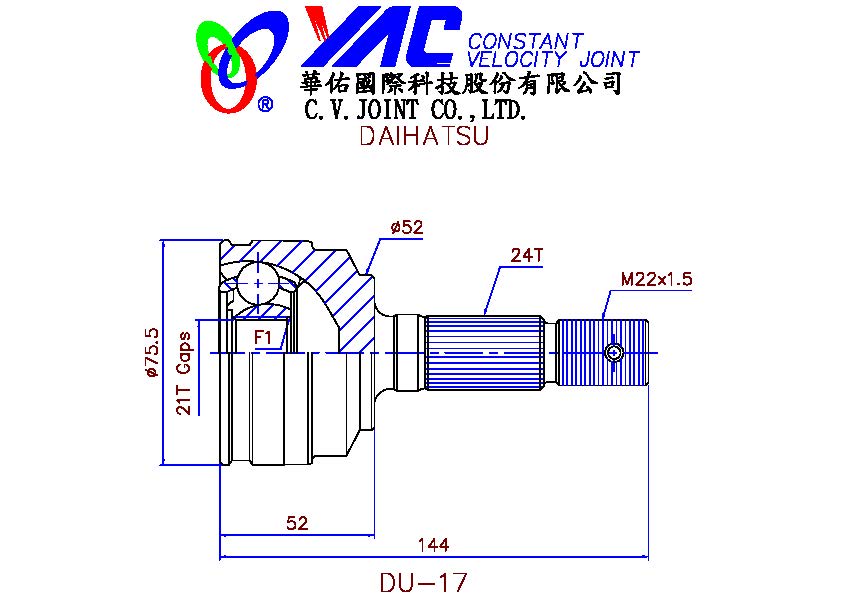 YAC CONSTANT
VELOCITY JOINT
®
華佑國際科技股份有限公司
C.V.JOINT CO.,LTD.
DAIHATSU
ø52
24T
M22x1.5
ø75.5
21T Gaps
F1
52
144
DU-17